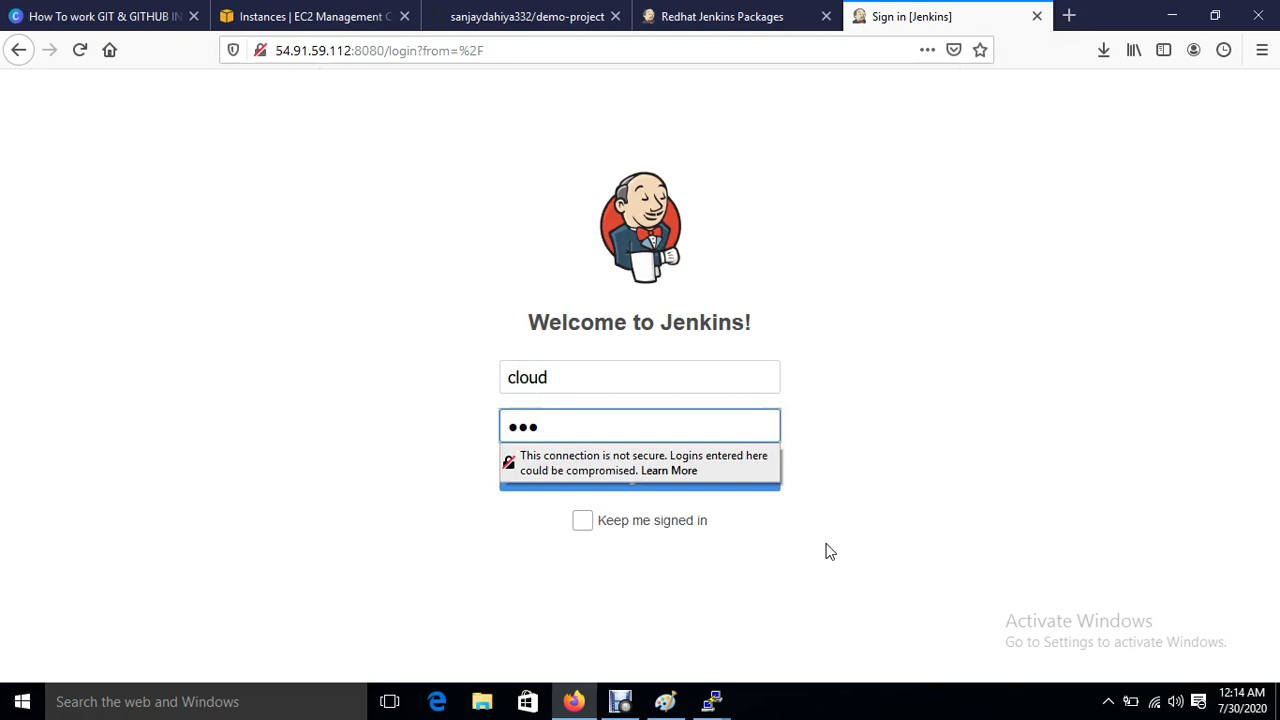 How To work GIT & GITHUB IN
Instances | EC2 Management C
sanjaydahiya332/demo-project
Redhat Jenkins Packages
Sign in [Jenkins]
54.91.59.112:8080/login?from=%2F
Welcome to Jenkins!
cloud
This connection is not secure. Logins entered here
could be compromised. Learn More
Keep me signed in
Activate Windows
Go to Settings to activate Windows.
Search the web and Windows
12:14 AM
7/30/2020